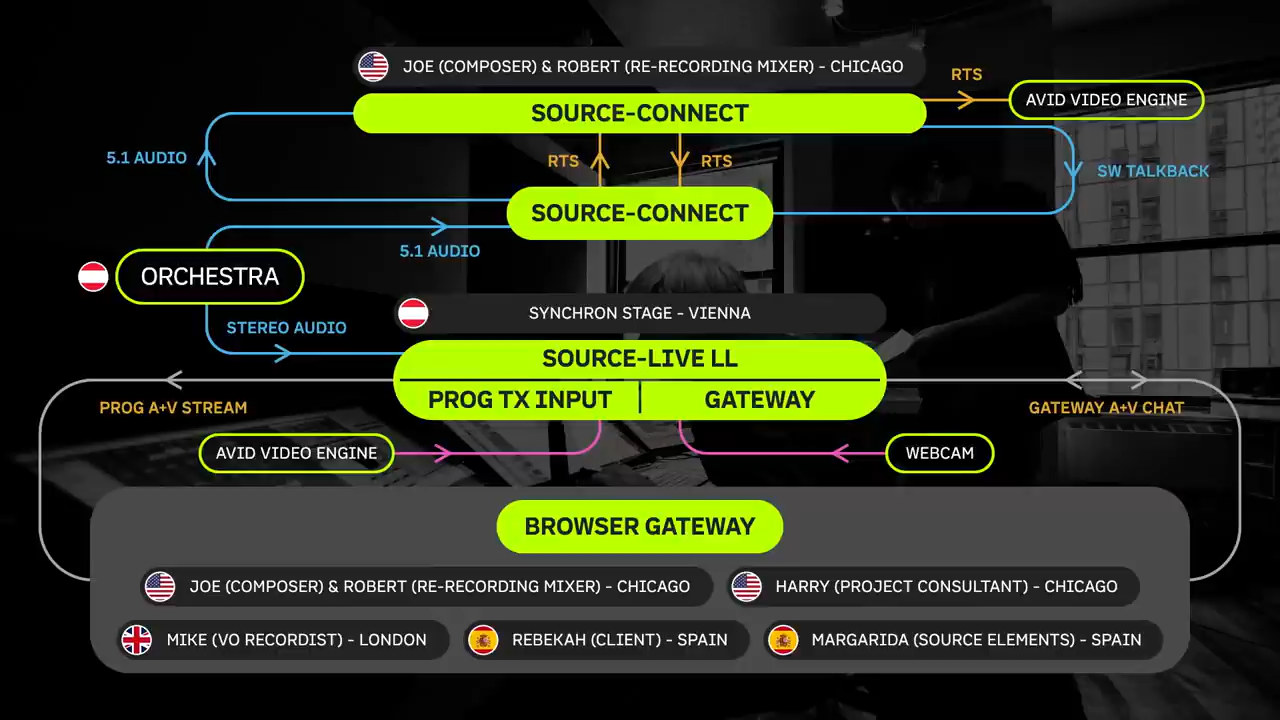 JOE (COMPOSER) & ROBERT (RE-RECORDING MIXER) - CHICAGO
RTS
AVID VIDEO ENGINE
SOURCE-CONNECT
5.1 AUDIO
RTS
RTS
SW TALKBACK
SOURCE-CONNECT
5.1 AUDIO
ORCHESTRA
SYNCHRON STAGE - VIENNA
STEREO AUDIO
SOURCE-LIVE LL
PROG TX INPUT
GATEWAY
PROG A+V STREAM
GATEWAY A+V CHAT
AVID VIDEO ENGINE
WEBCAM
BROWSER GATEWAY
JOE (COMPOSER) & ROBERT (RE-RECORDING MIXER) - CHICAGO
HARRY (PROJECT CONSULTANT) - CHICAGO
MIKE (VO RECORDIST) - LONDON
REBEKAH (CLIENT) - SPAIN
MARGARIDA (SOURCE ELEMENTS) - SPAIN